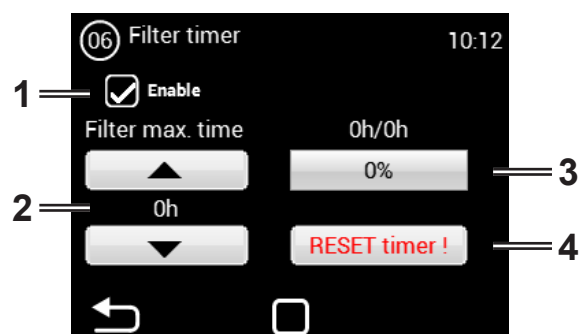 06 Filter timer 10:12
1 Enable
Filter max. time 0h/0h
0% 3
2 0h
RESET timer ! 4